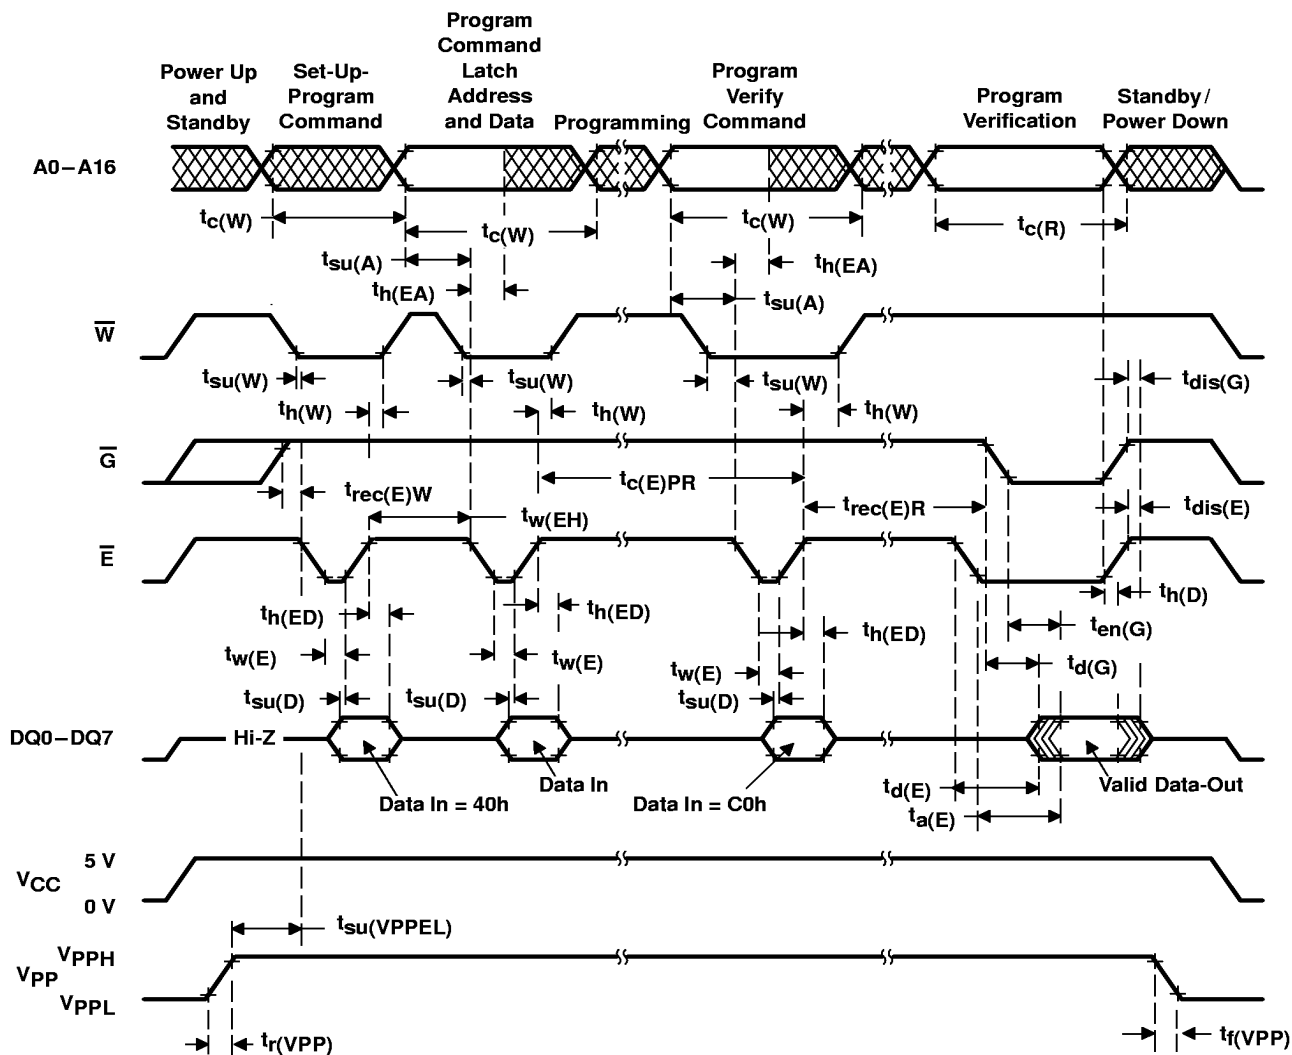 Power Up
and
Standby
Set-Up-
Program
Command
Program
Command
Latch
Address
and Data
Programming
Program
Verify
Command
Program
Verification
Standby/
Power Down
A0–A16
tc(W)
tc(W)
tc(W)
tc(R)
tsu(A)
th(EA)
th(EA)
tsu(A)
W̅
tsu(W)
tsu(W)
tsu(W)
tdis(G)
th(W)
th(W)
th(W)
G̅
trec(E)W
tc(E)PR
trec(E)R
tdis(E)
tw(EH)
E̅
th(ED)
th(ED)
th(ED)
th(D)
ten(G)
tw(E)
tw(E)
tw(E)
td(G)
tsu(D)
tsu(D)
tsu(D)
DQ0–DQ7
Hi-Z
Data In = 40h
Data In
Data In = C0h
Valid Data-Out
td(E)
ta(E)
5 V
VCC
0 V
tsu(VPPEL)
VPPH
VPP
VPPL
tr(VPP)
tf(VPP)